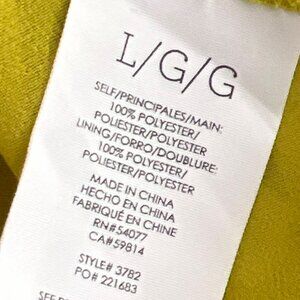 L/G/G
SELF/PRINCIPALES/MAIN:
100% POLYESTER/
POLIESTER/POLYESTER
LINING/FORRO/DOUBLURE:
100% POLYESTER/
POLIESTER/POLYESTER
MADE IN CHINA
HECHO EN CHINA
FABRIQUÉ EN CHINE
RN#54077
CA#59814
STYLE# 3782
PO# 221683
SEE